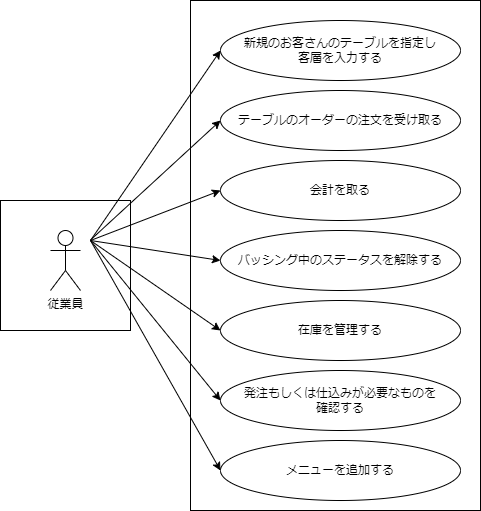 新規のお客さんのテーブルを指定し
客層を入力する
テーブルのオーダーの注文を受け取る
会計を取る
従業員
バッシング中のステータスを解除する
在庫を管理する
発注もしくは仕込みが必要なものを
確認する
メニューを追加する